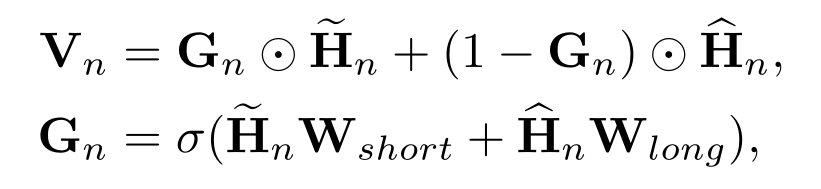 V_n = G_n ⊙ H̃_n + (1 − G_n) ⊙ Ĥ_n,
G_n = σ(H̃_n W_short + Ĥ_n W_long),